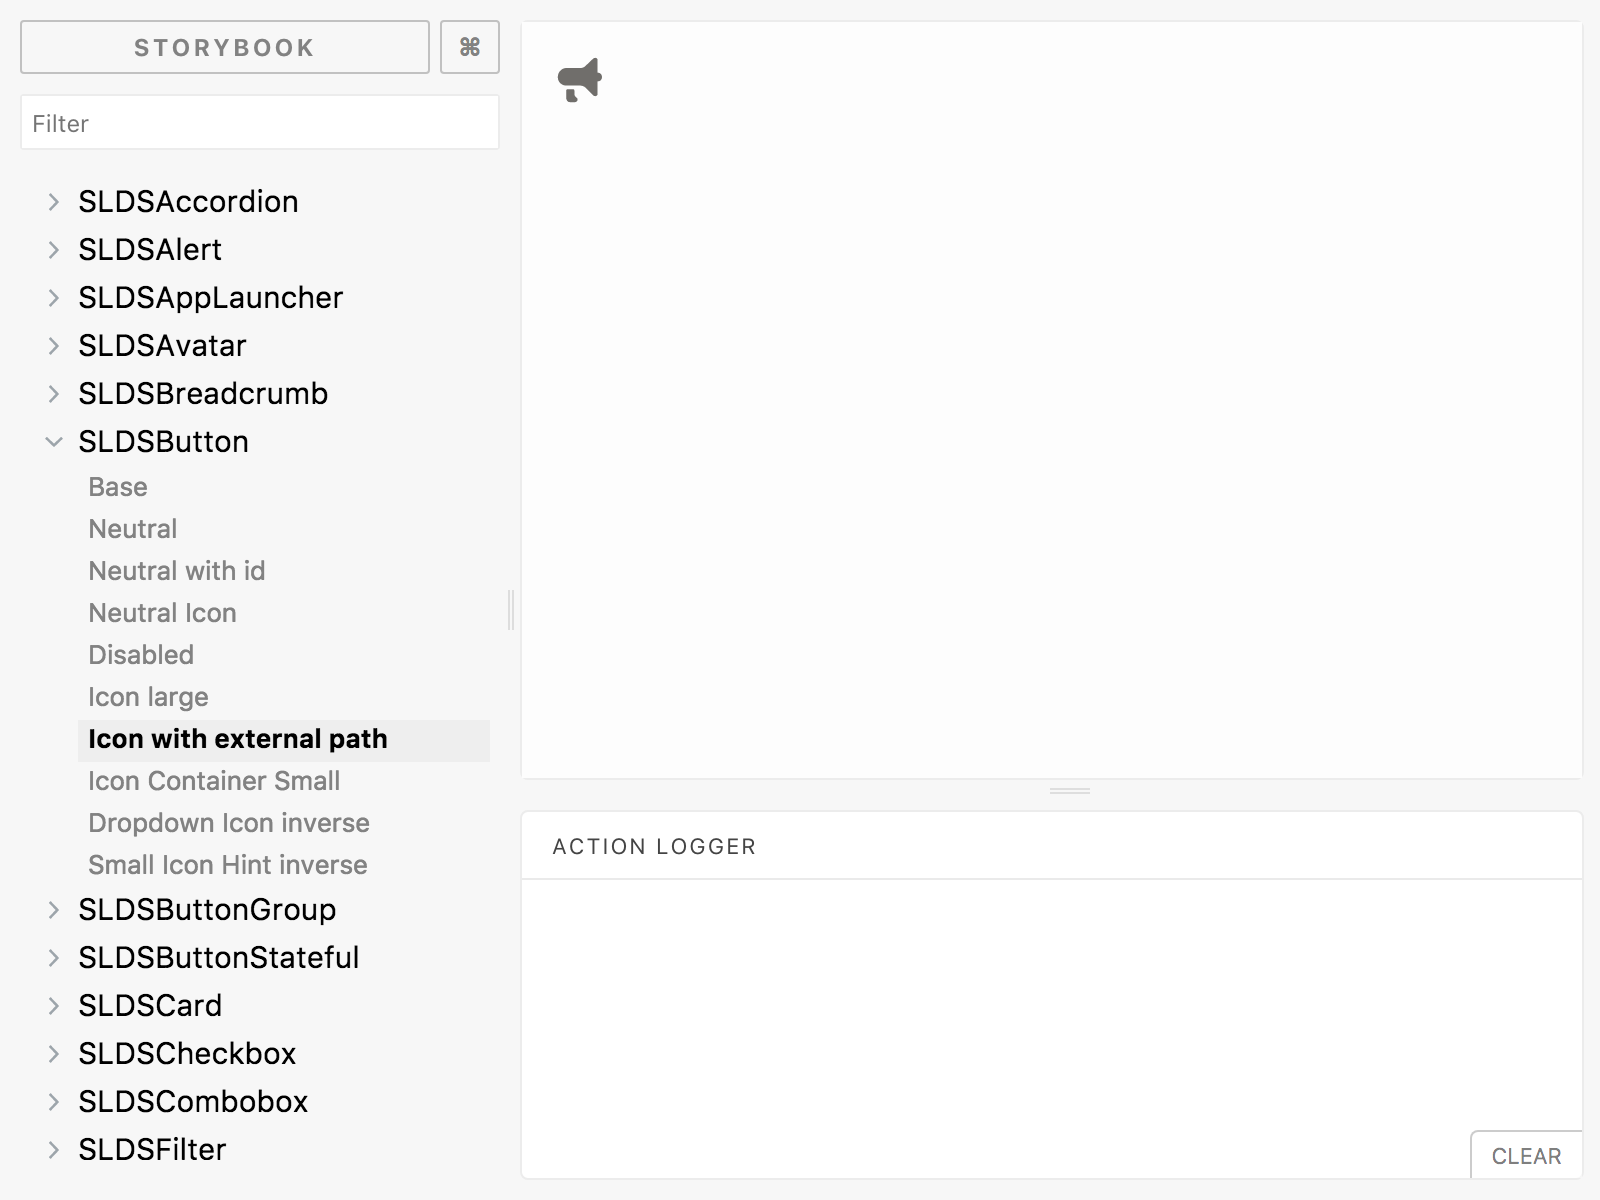 STORYBOOK
⌘
Filter
SLDSAccordion
SLDSAlert
SLDSAppLauncher
SLDSAvatar
SLDSBreadcrumb
SLDSButton
Base
Neutral
Neutral with id
Neutral Icon
Disabled
Icon large
Icon with external path
Icon Container Small
Dropdown Icon inverse
Small Icon Hint inverse
SLDSButtonGroup
SLDSButtonStateful
SLDSCard
SLDSCheckbox
SLDSCombobox
SLDSFilter
ACTION LOGGER
CLEAR